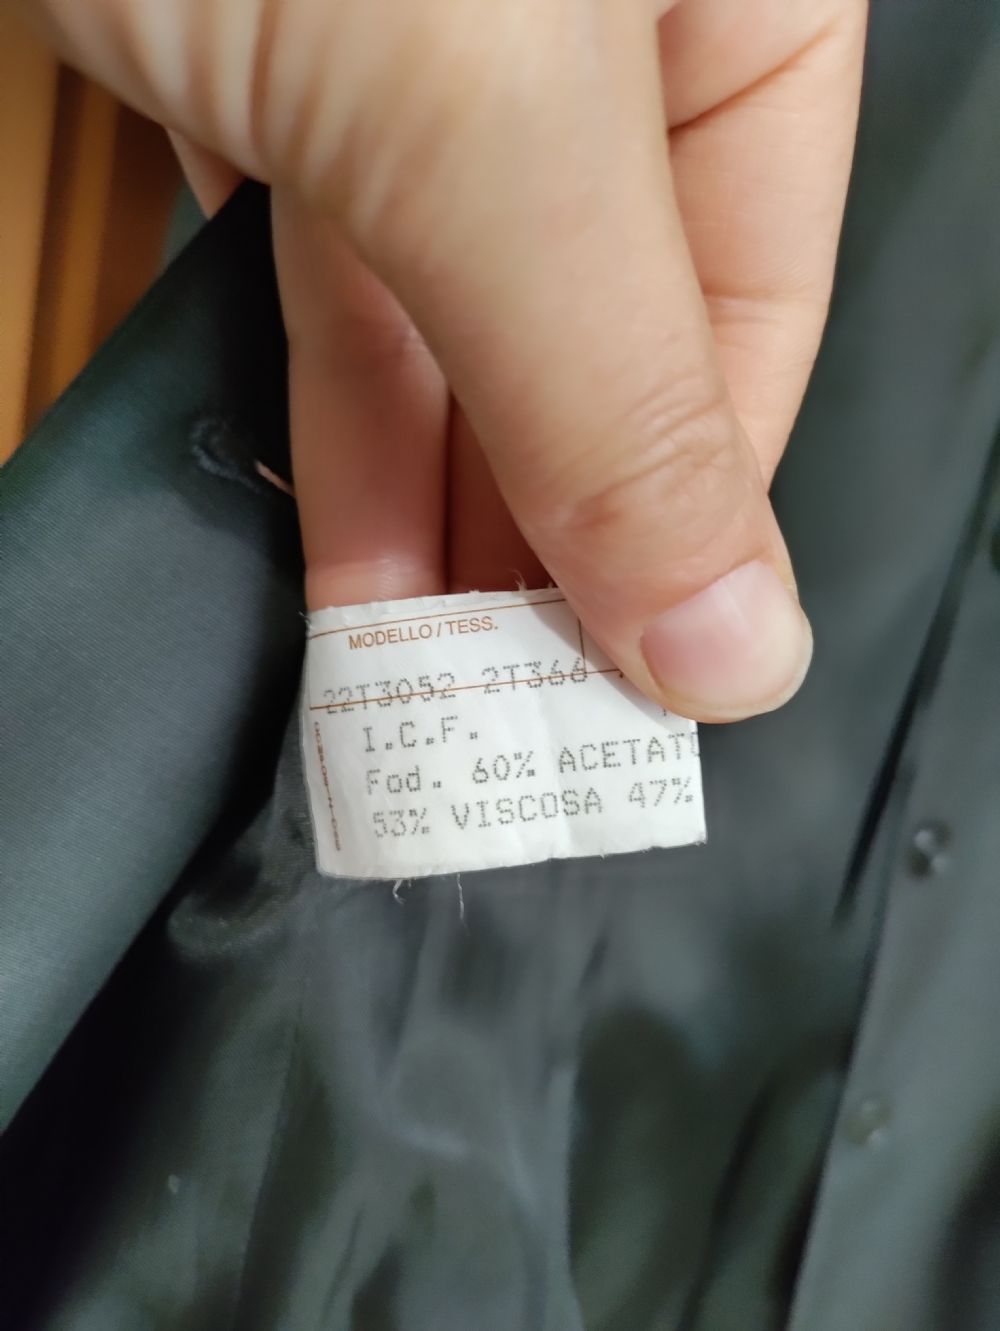 MODELLO / TESS.
22T3052 2T366
I.C.F.
Fod. 60% ACETATO
53% VISCOSA 47%